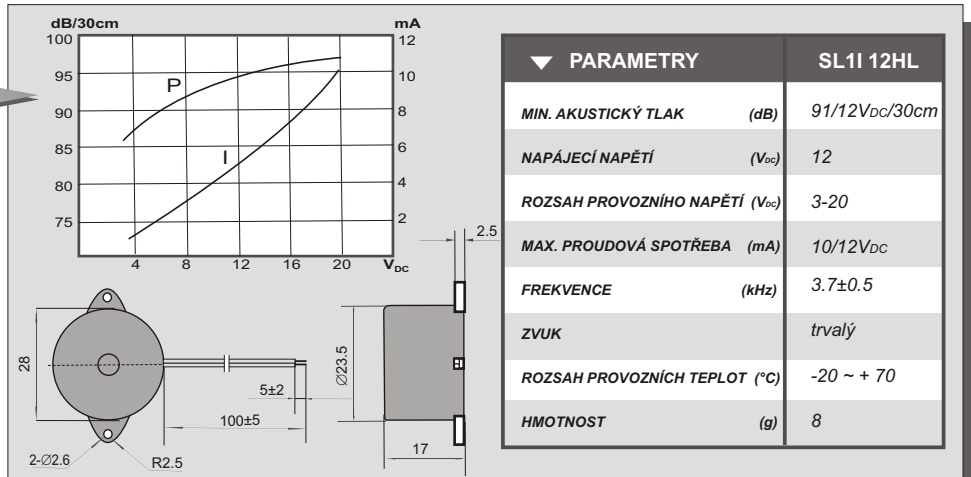 dB/30cm
mA
100
95
90
85
80
75
12
10
8
6
4
2
P
I
4 8 12 16 20 VDC
28
5±2
100±5
2-∅2.6
R2.5
2.5
∅23.5
17
PARAMETRY SL1I 12HL
MIN. AKUSTICKÝ TLAK (dB) 91/12VDC/30cm
NAPÁJECÍ NAPĚTÍ (VDC) 12
ROZSAH PROVOZNÍHO NAPĚTÍ (VDC) 3-20
MAX. PROUDOVÁ SPOTŘEBA (mA) 10/12VDC
FREKVENCE (kHz) 3.7±0.5
ZVUK trvalý
ROZSAH PROVOZNÍCH TEPLOT (°C) -20 ~ + 70
HMOTNOST (g) 8